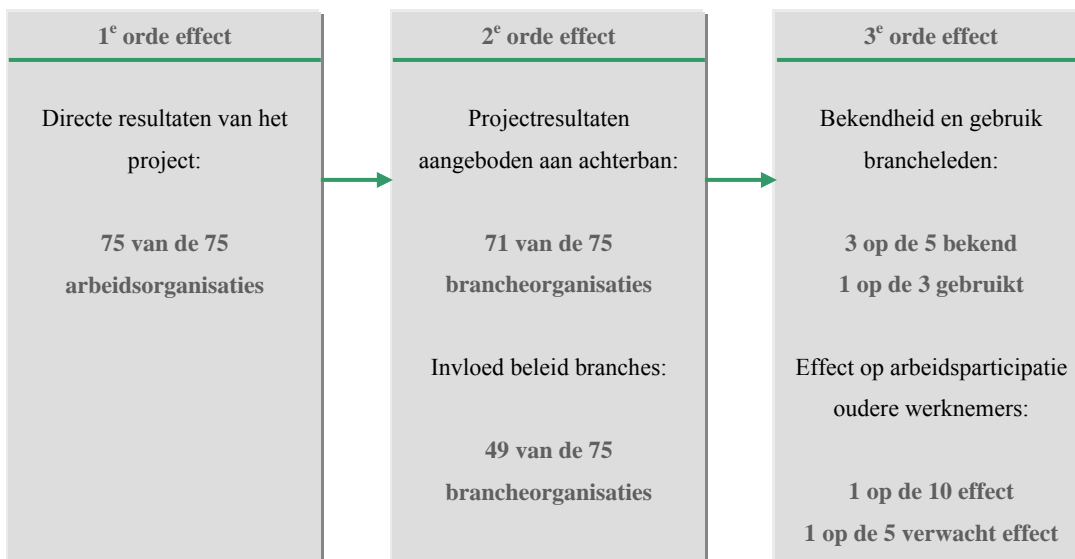 1e orde effect
Directe resultaten van het
project:
75 van de 75
arbeidsorganisaties
2e orde effect
Projectresultaten
aangeboden aan achterban:
71 van de 75
brancheorganisaties
Invloed beleid branches:
49 van de 75
brancheorganisaties
3e orde effect
Bekendheid en gebruik
brancheleden:
3 op de 5 bekend
1 op de 3 gebruikt
Effect op arbeidsparticipatie
oudere werknemers:
1 op de 10 effect
1 op de 5 verwacht effect